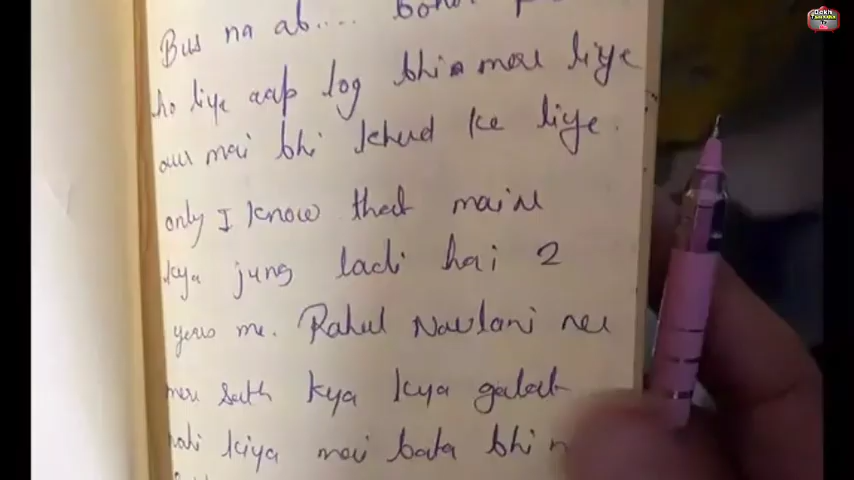 Bus na ab.... bohot
ho liye aap log bhi mere liye
aur mai bhi khud ke liye.
only I know that maine
kya jung ladi hai 2
years me. Rahul Navlani ne
mere sath kya kya galat
nahi kiya mai bata bhi n